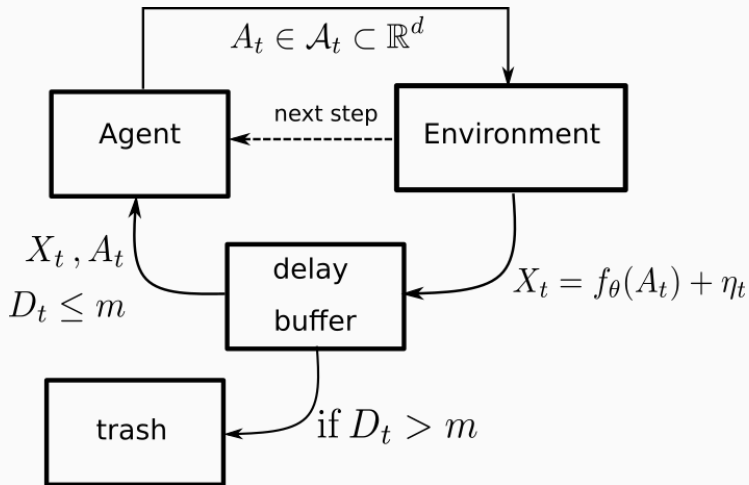 A_t ∈ 𝒜_t ⊂ ℝ^d
Agent
next step
Environment
X_t , A_t
D_t ≤ m
delay
buffer
X_t = f_θ(A_t) + η_t
trash
if D_t > m